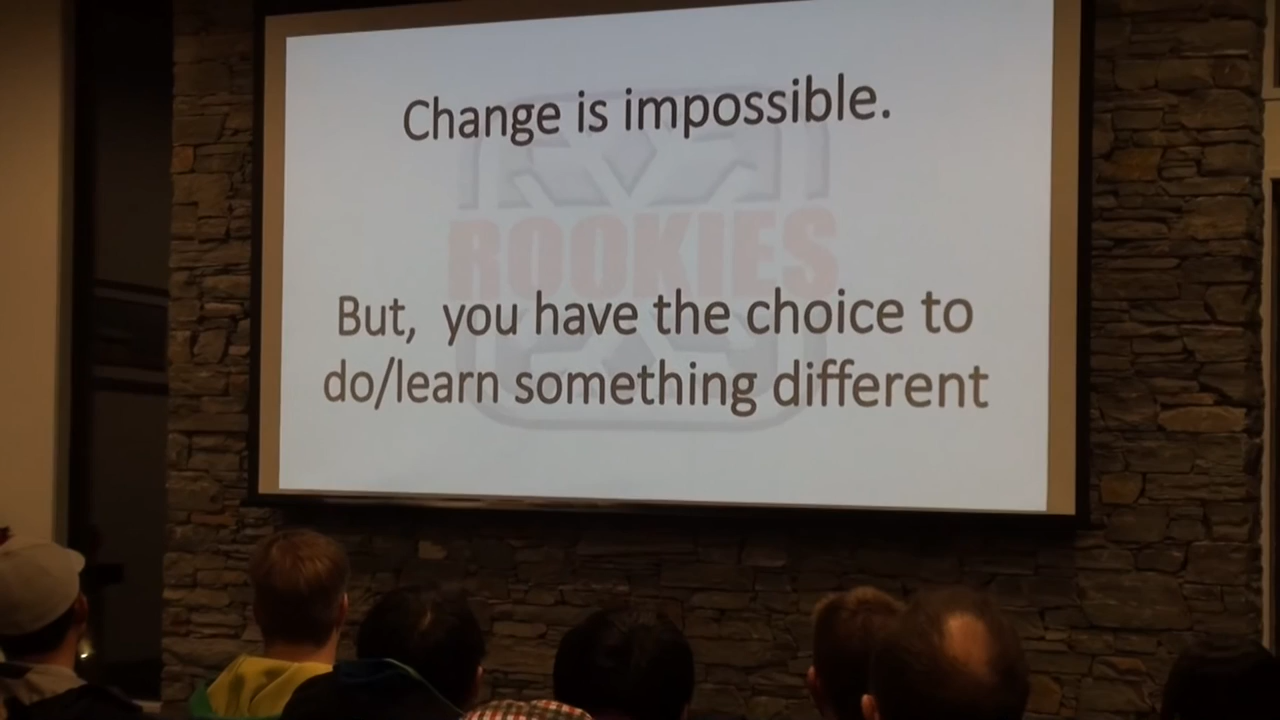 Change is impossible.
ROOKIES
But, you have the choice to
do/learn something different